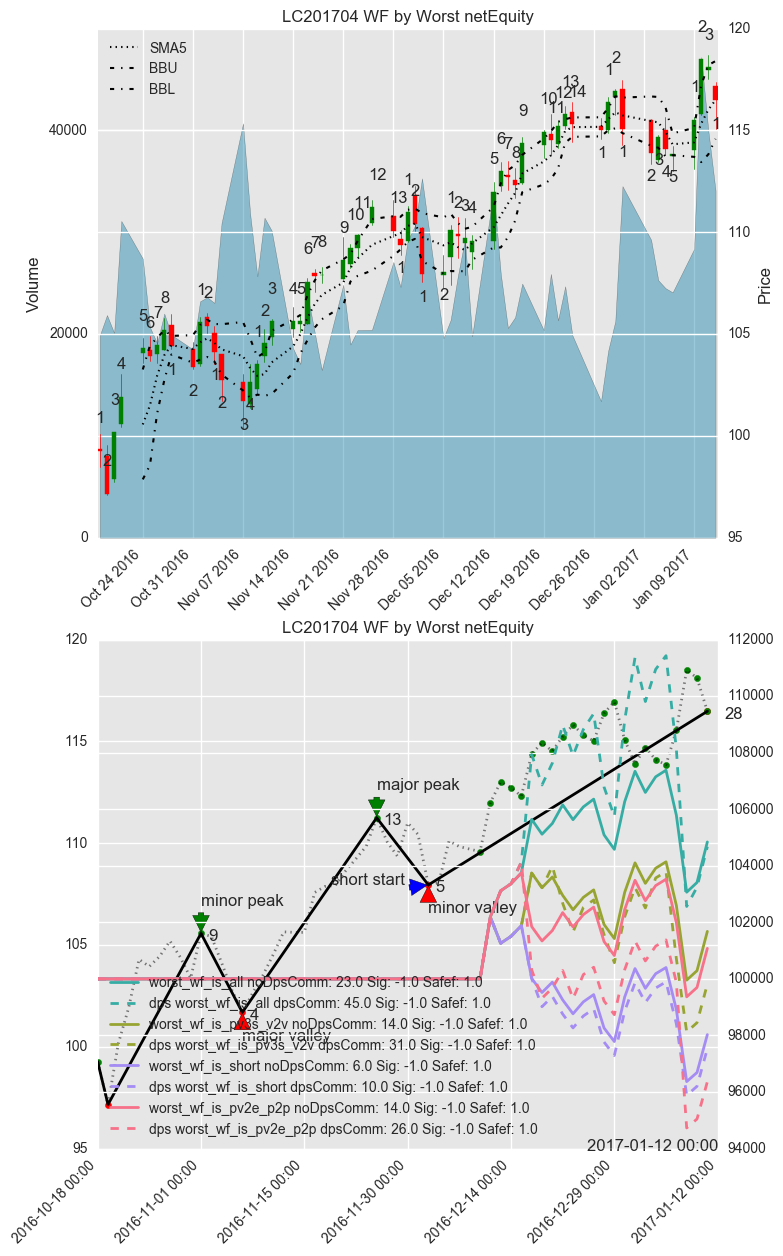 LC201704 WF by Worst netEquity
SMA5
BBU
BBL
40000
20000
0
Volume
120
115
110
105
100
95
Price
Oct 24 2016
Oct 31 2016
Nov 07 2016
Nov 14 2016
Nov 21 2016
Nov 28 2016
Dec 05 2016
Dec 12 2016
Dec 19 2016
Dec 26 2016
Jan 02 2017
Jan 09 2017
LC201704 WF by Worst netEquity
120
115
110
105
100
95
112000
110000
108000
106000
104000
102000
100000
98000
96000
94000
major peak
13
short start
5
minor valley
minor peak
9
4
major valley
28
worst_wf_is_all noDpsComm: 23.0 Sig: -1.0 Safef: 1.0
dps worst_wf_is_all dpsComm: 45.0 Sig: -1.0 Safef: 1.0
worst_wf_is_pv3s_v2v noDpsComm: 14.0 Sig: -1.0 Safef: 1.0
dps worst_wf_is_pv3s_v2v dpsComm: 31.0 Sig: -1.0 Safef: 1.0
worst_wf_is_short noDpsComm: 6.0 Sig: -1.0 Safef: 1.0
dps worst_wf_is_short dpsComm: 10.0 Sig: -1.0 Safef: 1.0
worst_wf_is_pv2e_p2p noDpsComm: 14.0 Sig: -1.0 Safef: 1.0
dps worst_wf_is_pv2e_p2p dpsComm: 26.0 Sig: -1.0 Safef: 1.0
2017-01-12 00:00
2016-10-18 00:00
2016-11-01 00:00
2016-11-15 00:00
2016-11-30 00:00
2016-12-14 00:00
2016-12-29 00:00
2017-01-12 00:00